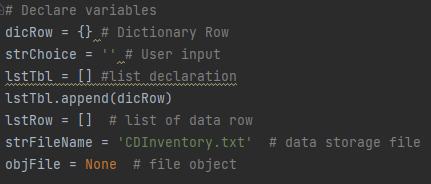 # Declare variables
dicRow = {} # Dictionary Row
strChoice = '' # User input
lstTbl = [] #list declaration
lstTbl.append(dicRow)
lstRow = []  # list of data row
strFileName = 'CDInventory.txt'  # data storage file
objFile = None  # file object